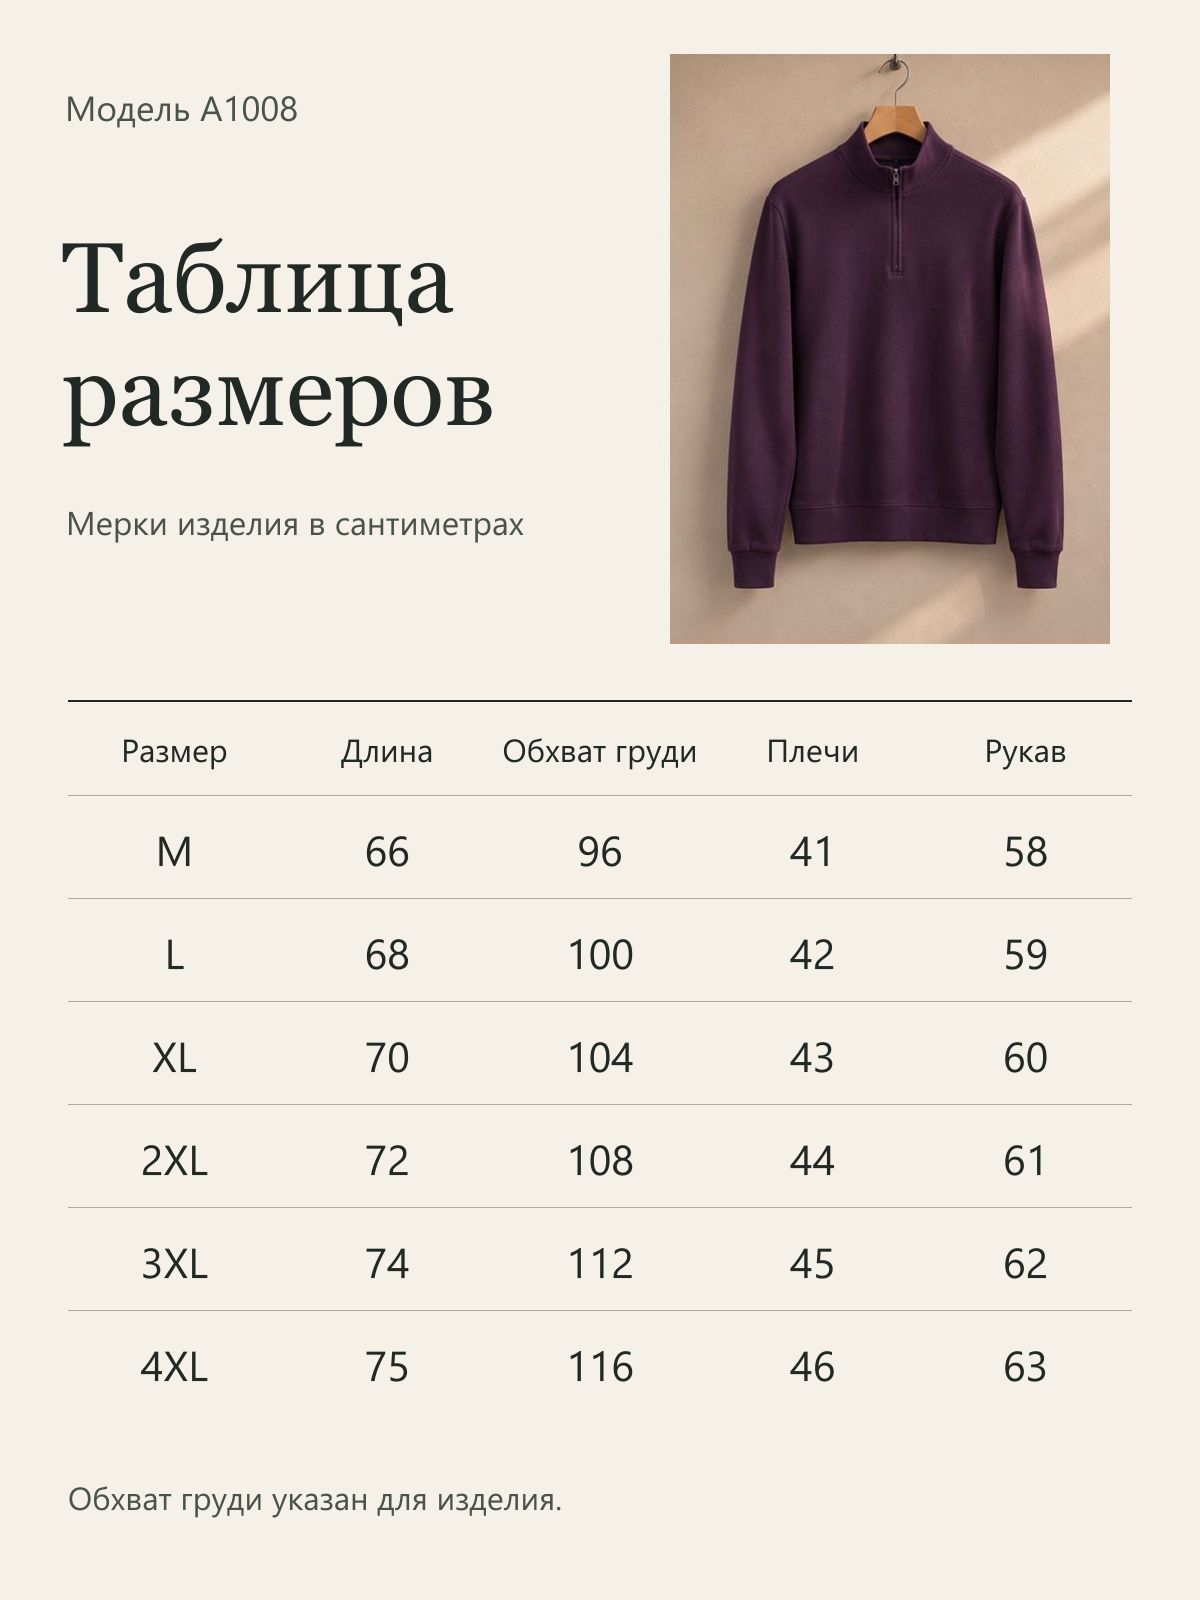 Модель А1008
Таблица
размеров
Мерки изделия в сантиметрах
Размер Длина Обхват груди Плечи Рукав
M 66 96 41 58
L 68 100 42 59
XL 70 104 43 60
2XL 72 108 44 61
3XL 74 112 45 62
4XL 75 116 46 63
Обхват груди указан для изделия.